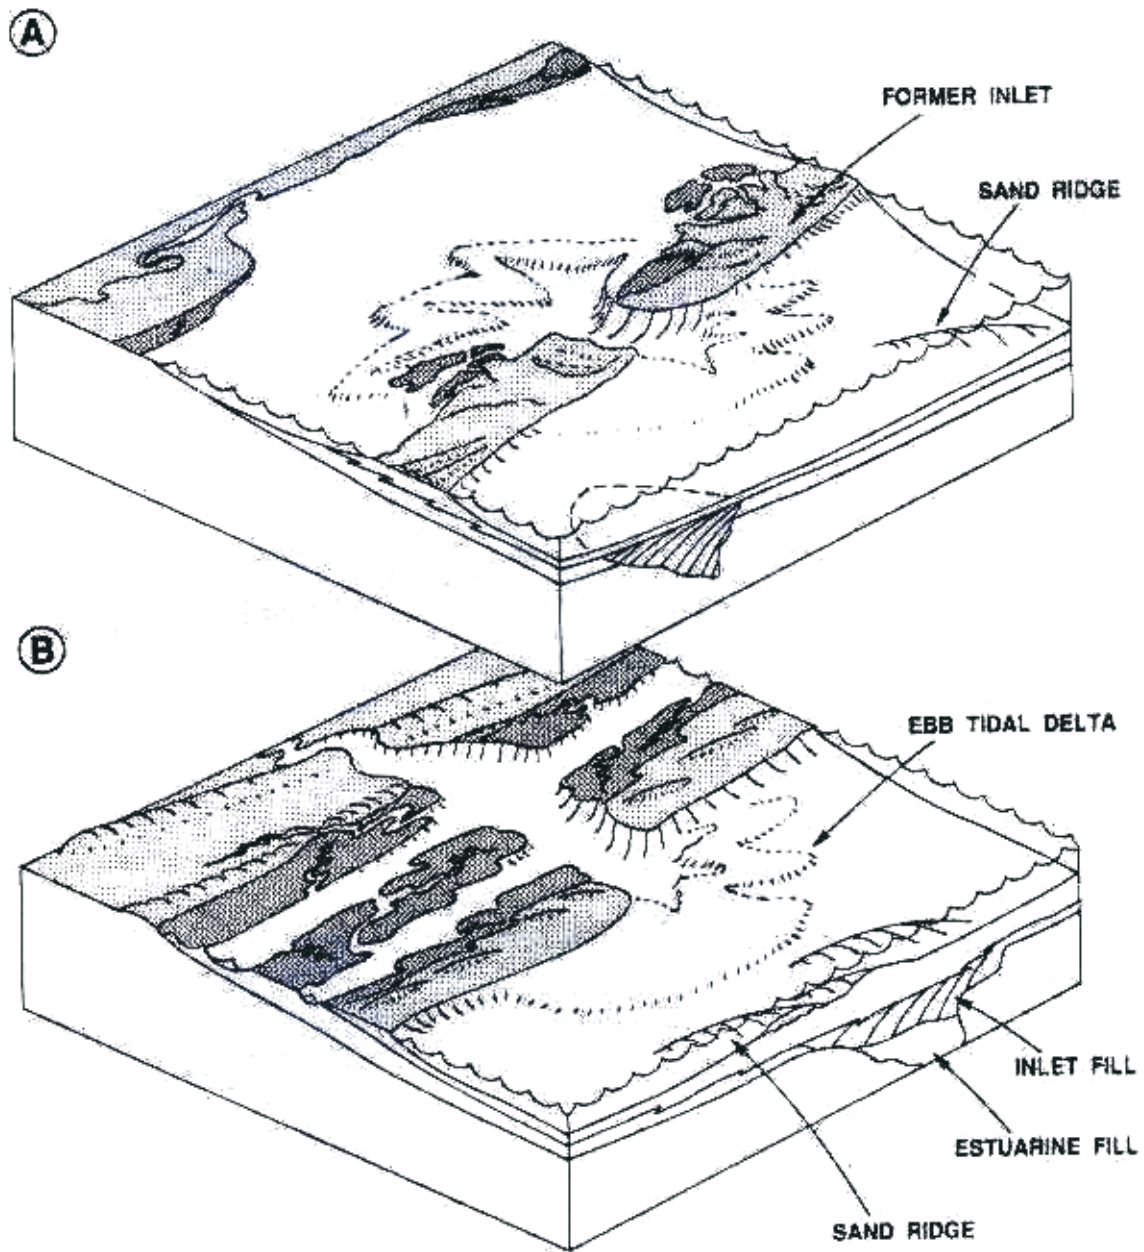 A
FORMER INLET
SAND RIDGE
B
EBB TIDAL DELTA
INLET FILL
ESTUARINE FILL
SAND RIDGE